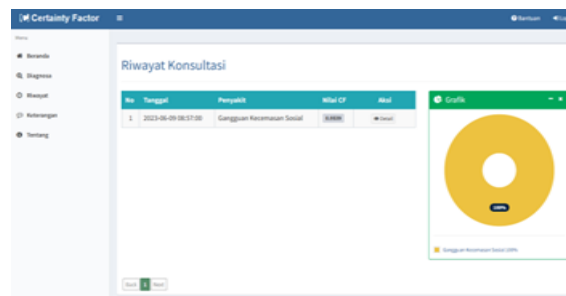 Certainty Factor
Bantuan
Menu
Beranda
Diagnosa
Riwayat
Keterangan
Tentang
Riwayat Konsultasi
No Tanggal Penyakit Nilai CF Aksi
1 2023-06-09 08:57:00 Gangguan Kecemasan Sosial Detail
Grafik
100%
Gangguan Kecemasan Sosial 100%
Back 1 Next